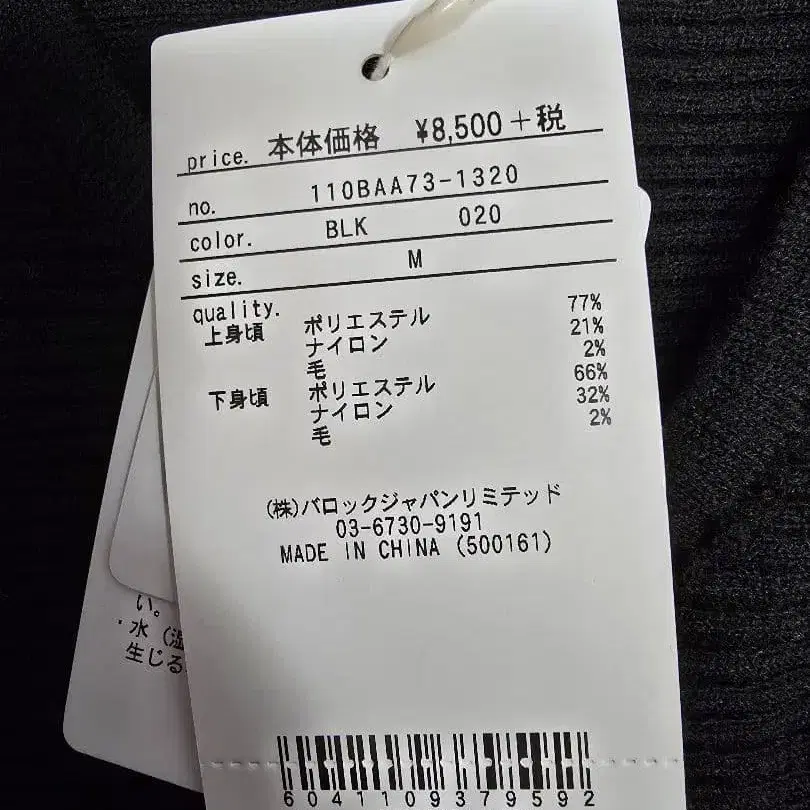 price. 本体価格 ¥8,500+税
no. 110BAA73-1320
color. BLK 020
size. M
quality.
上身頃 ポリエステル 77%
ナイロン 21%
毛 2%
下身頃 ポリエステル 66%
ナイロン 32%
毛 2%
(株)バロックジャパンリミテッド
03-6730-9191
MADE IN CHINA (500161)
い。
・水(湿
生じる
6041109379592